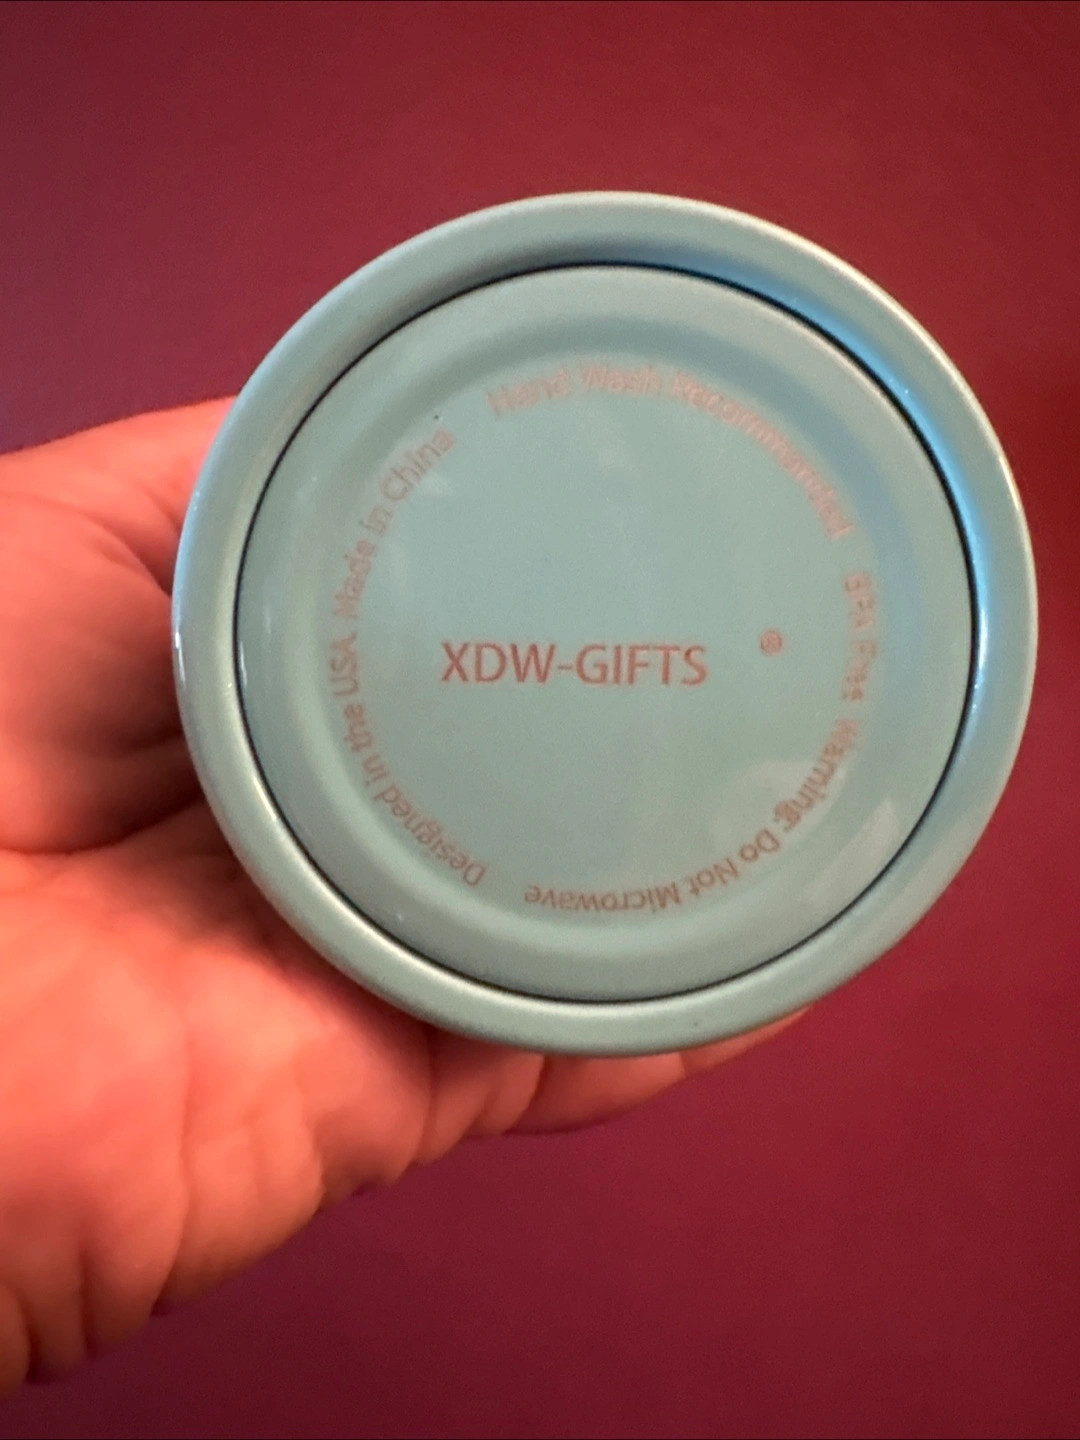 Hand Wash Recommended
BPA Free
Warning: Do Not Microwave
Designed in the USA
Made in China
XDW-GIFTS ®